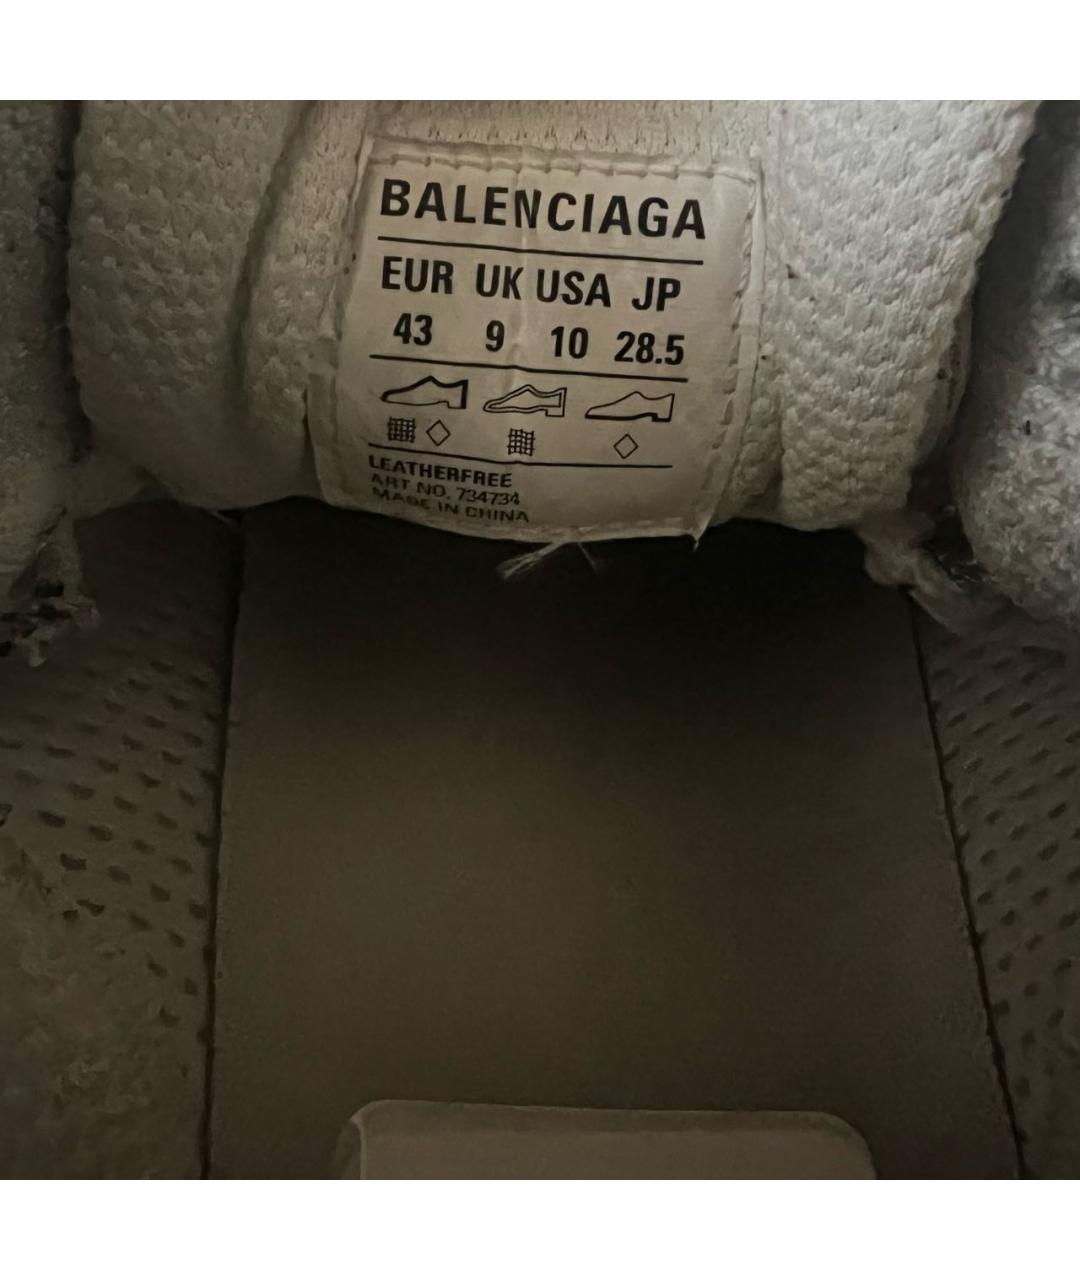 BALENCIAGA
EUR UK USA JP
43 9 10 28.5
LEATHERFREE
ART NO. 734734
MADE IN CHINA